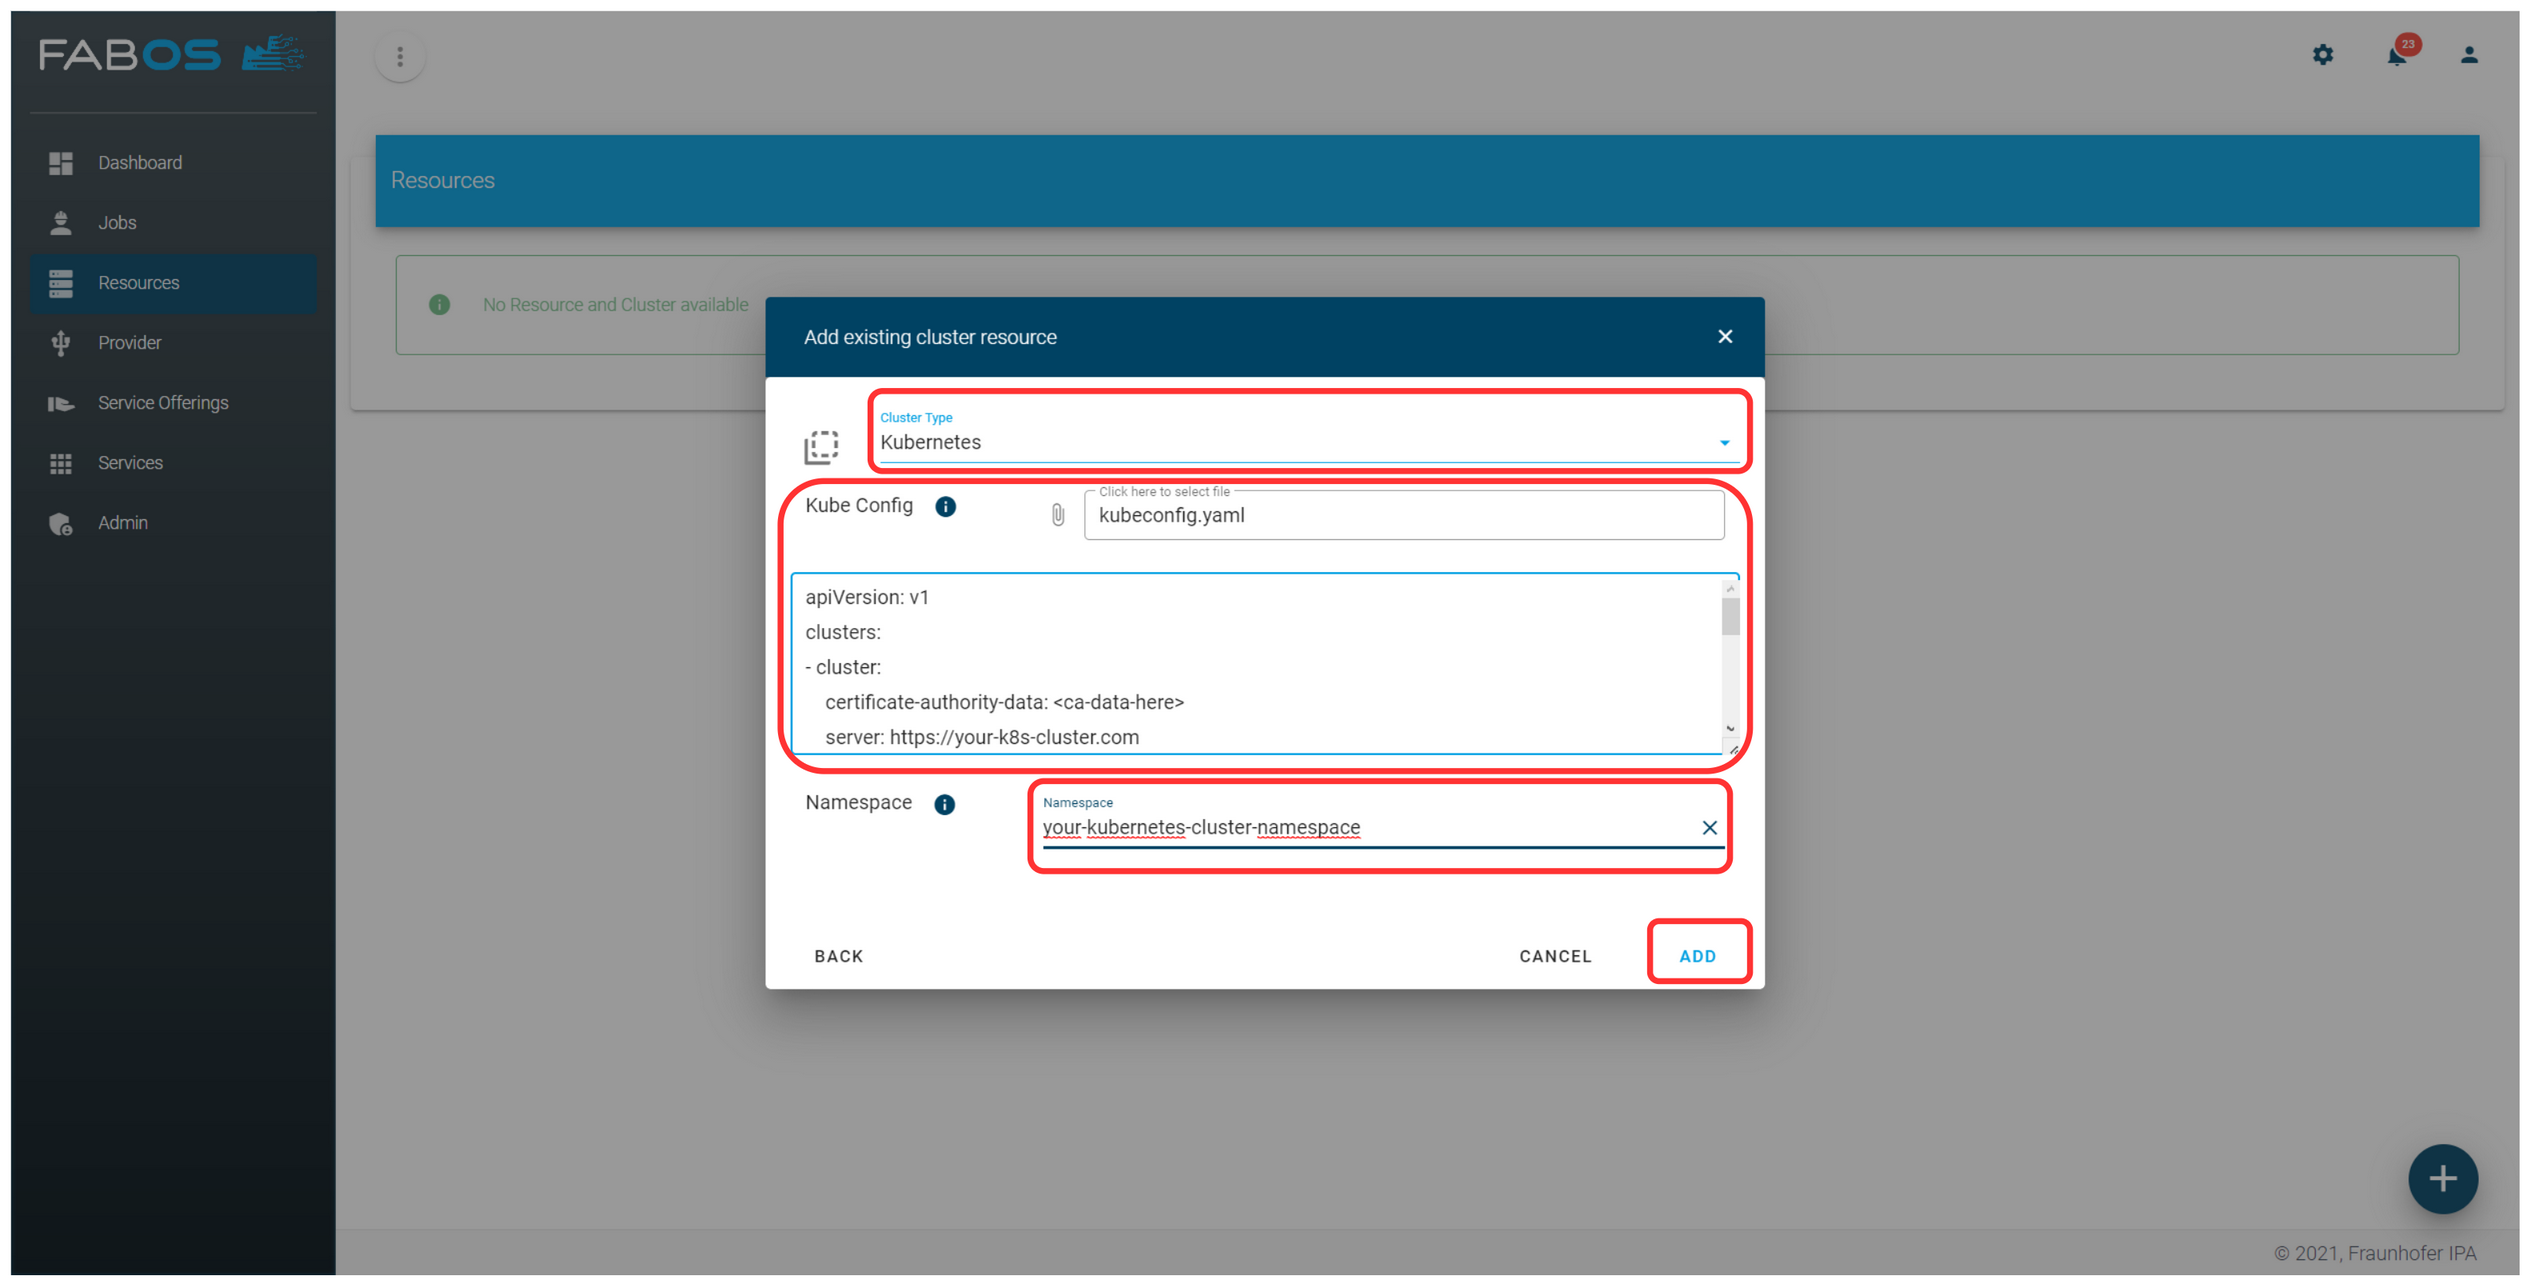 FABOS
23
Dashboard
Jobs
Resources
Provider
Service Offerings
Services
Admin
Resources
No Resource and Cluster available
Add existing cluster resource
Cluster Type
Kubernetes
Kube Config
Click here to select file
kubeconfig.yaml
apiVersion: v1
clusters:
- cluster:
certificate-authority-data: <ca-data-here>
server: https://your-k8s-cluster.com
Namespace
Namespace
your-kubernetes-cluster-namespace
BACK
CANCEL
ADD
© 2021, Fraunhofer IPA